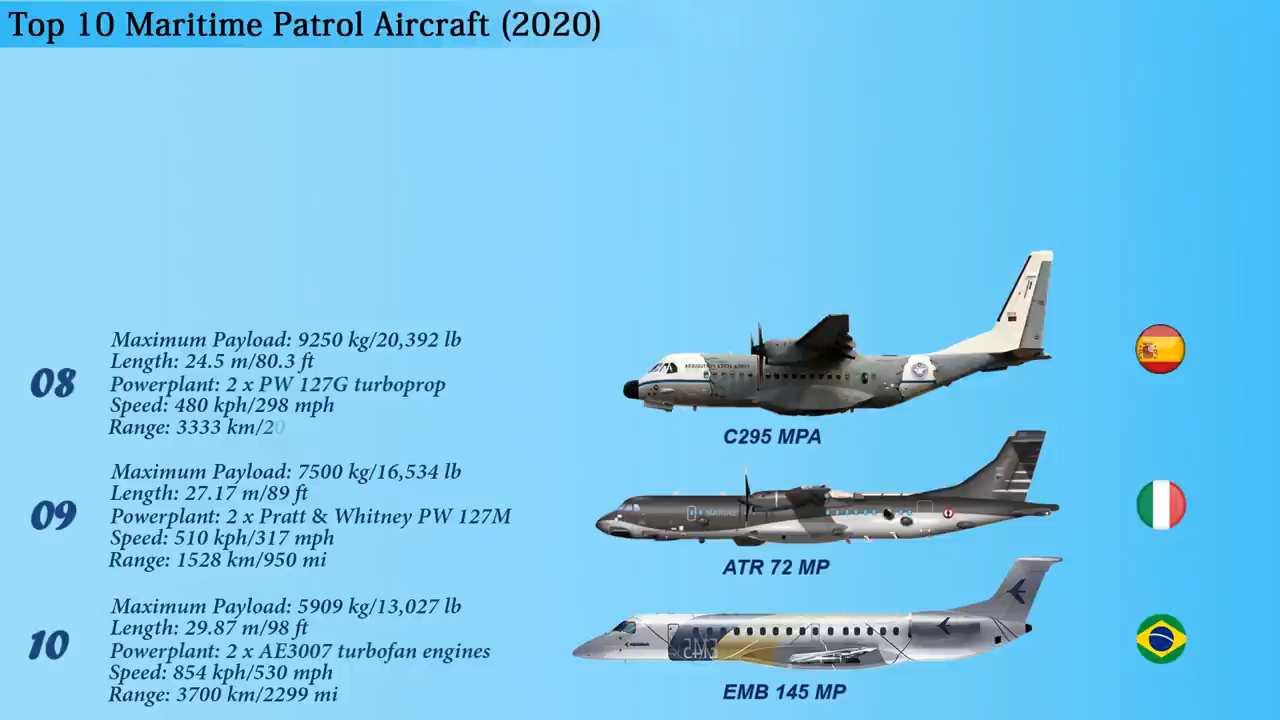 Top 10 Maritime Patrol Aircraft (2020)
08
Maximum Payload: 9250 kg/20,392 lb
Length: 24.5 m/80.3 ft
Powerplant: 2 x PW 127G turboprop
Speed: 480 kph/298 mph
Range: 3333 km/20
C295 MPA
09
Maximum Payload: 7500 kg/16,534 lb
Length: 27.17 m/89 ft
Powerplant: 2 x Pratt & Whitney PW 127M
Speed: 510 kph/317 mph
Range: 1528 km/950 mi
ATR 72 MP
10
Maximum Payload: 5909 kg/13,027 lb
Length: 29.87 m/98 ft
Powerplant: 2 x AE3007 turbofan engines
Speed: 854 kph/530 mph
Range: 3700 km/2299 mi
EMB 145 MP